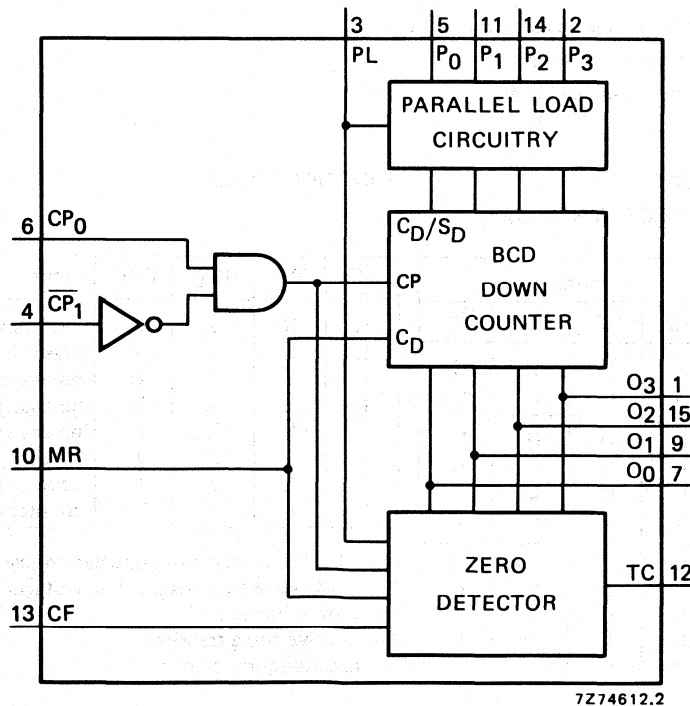 3 5 11 14 2
PL P0 P1 P2 P3
PARALLEL LOAD
CIRCUITRY
6 CP0
CD/SD
BCD
CP
DOWN
4 C̅P̅1̅
COUNTER
CD
O3 1
O2 15
O1 9
10 MR
O0 7
ZERO
TC 12
DETECTOR
13 CF
7Z74612.2